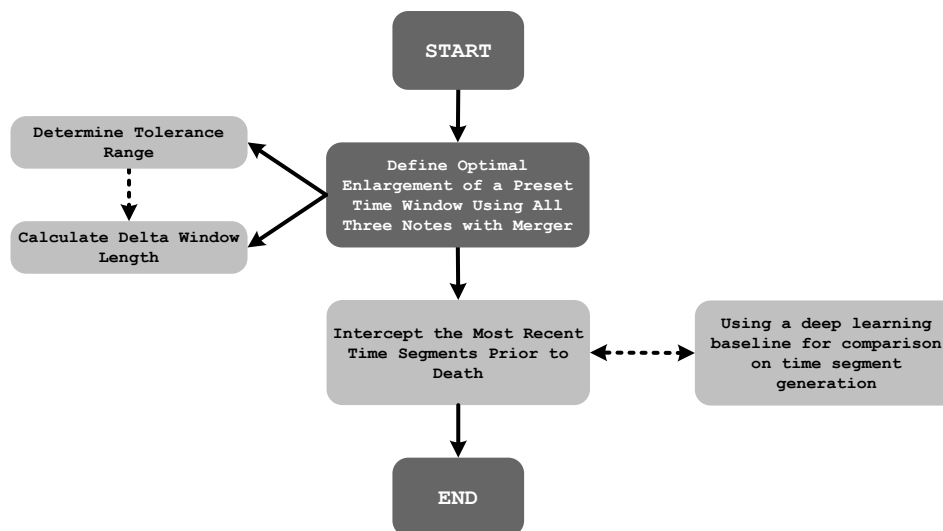 START
Determine Tolerance
Range
Define Optimal
Enlargement of a Preset
Time Window Using All
Three Notes with Merger
Calculate Delta Window
Length
Intercept the Most Recent
Time Segments Prior to
Death
Using a deep learning
baseline for comparison
on time segment
generation
END